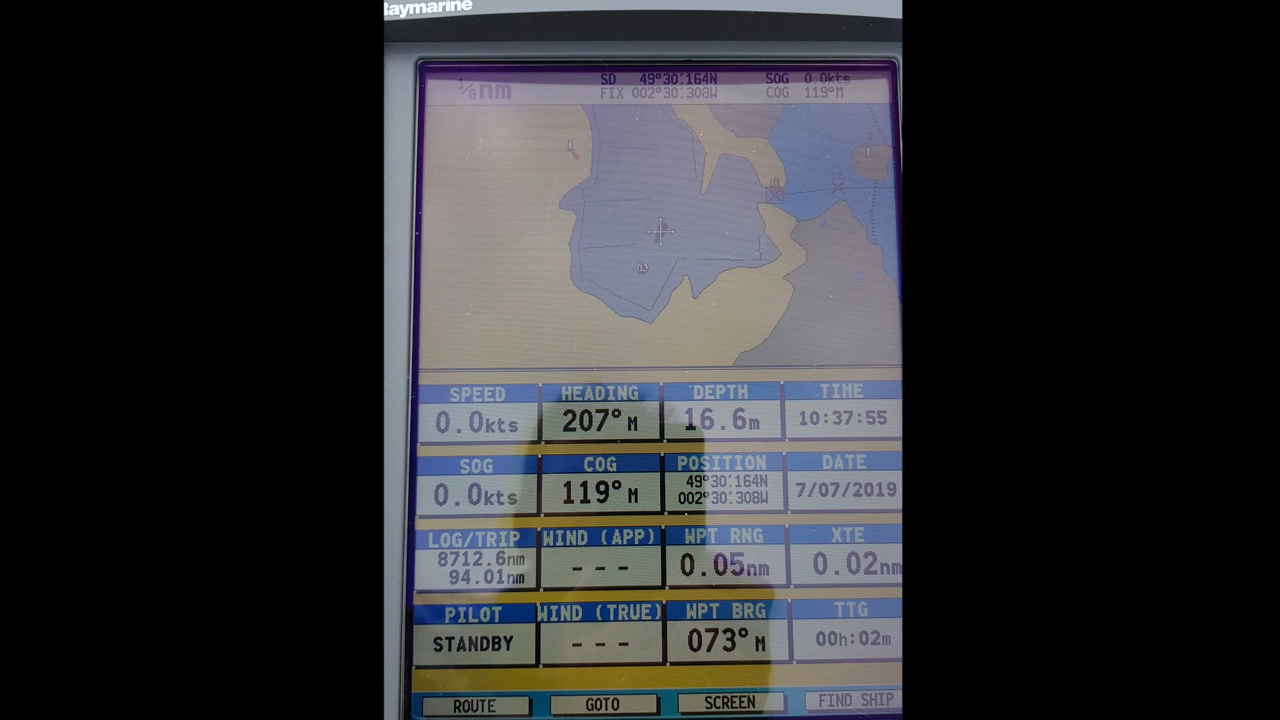 Raymarine
1/8nm SD 49°30.164N SOG 0.0kts
FIX 002°30.308W COG 119°M
SPEED HEADING DEPTH TIME
0.0kts 207°M 16.6m 10:37:55
SOG COG POSITION DATE
0.0kts 119°M 49°30.164N 7/07/2019
002°30.308W
LOG/TRIP WIND (APP) WPT RNG XTE
8712.6nm --- 0.05nm 0.02nm
94.01nm
PILOT WIND (TRUE) WPT BRG TTG
STANDBY --- 073°M 00h:02m
ROUTE GOTO SCREEN FIND SHIP